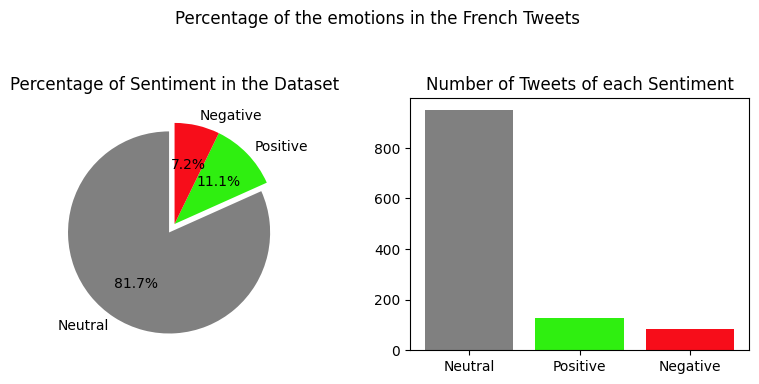 Percentage of the emotions in the French Tweets
Percentage of Sentiment in the Dataset
Negative
Positive
7.2%
11.1%
81.7%
Neutral
Number of Tweets of each Sentiment
800
600
400
200
0
Neutral Positive Negative